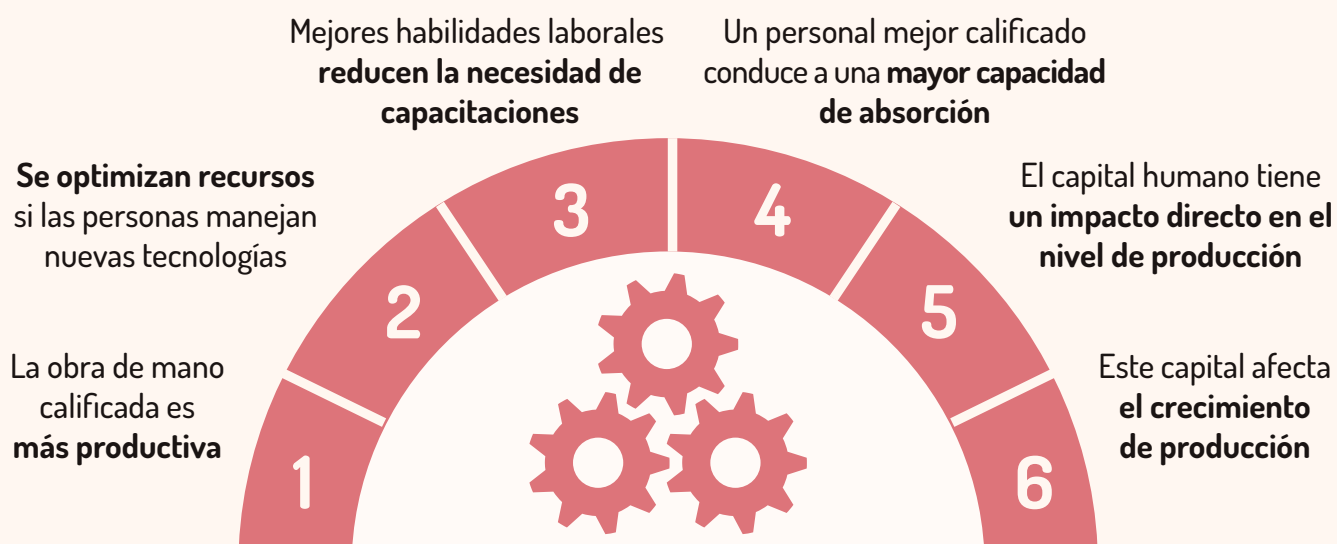 La obra de mano
calificada es
más productiva
1
Se optimizan recursos
si las personas manejan
nuevas tecnologías
2
Mejores habilidades laborales
reducen la necesidad de
capacitaciones
3
Un personal mejor calificado
conduce a una mayor capacidad
de absorción
4
El capital humano tiene
un impacto directo en el
nivel de producción
5
Este capital afecta
el crecimiento
de producción
6